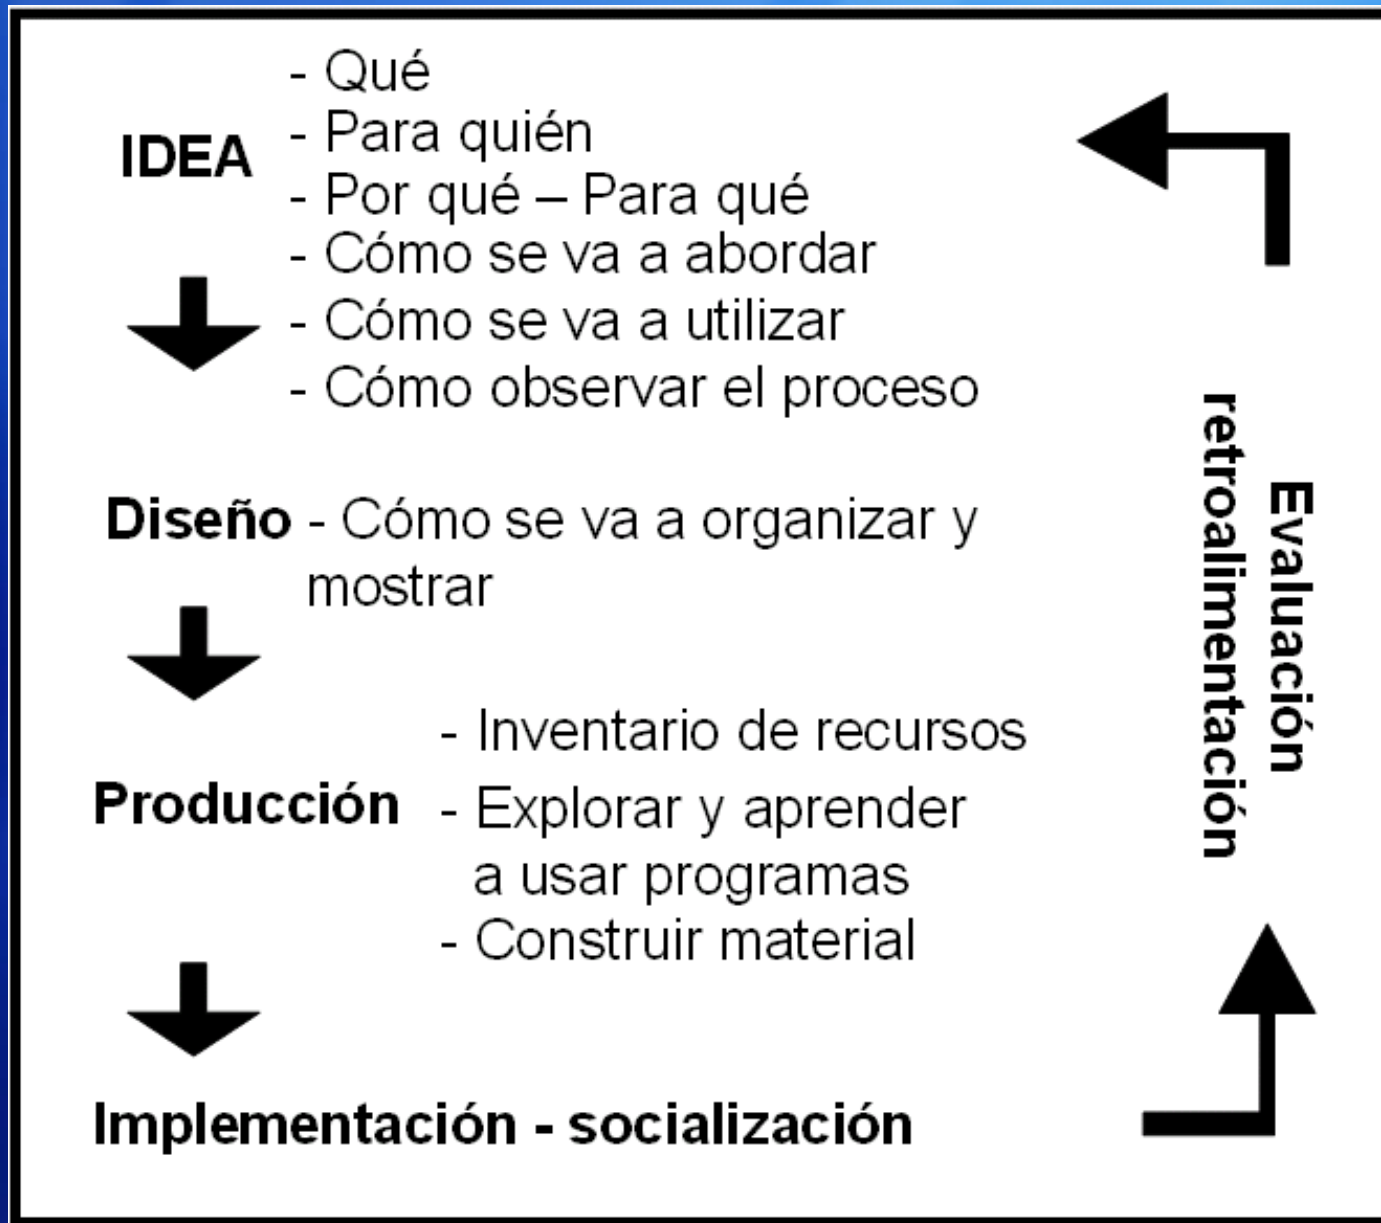 IDEA
- Qué
- Para quién
- Por qué – Para qué
- Cómo se va a abordar
- Cómo se va a utilizar
- Cómo observar el proceso
Diseño - Cómo se va a organizar y
mostrar
Producción
- Inventario de recursos
- Explorar y aprender
a usar programas
- Construir material
Implementación - socialización
Evaluación
retroalimentación